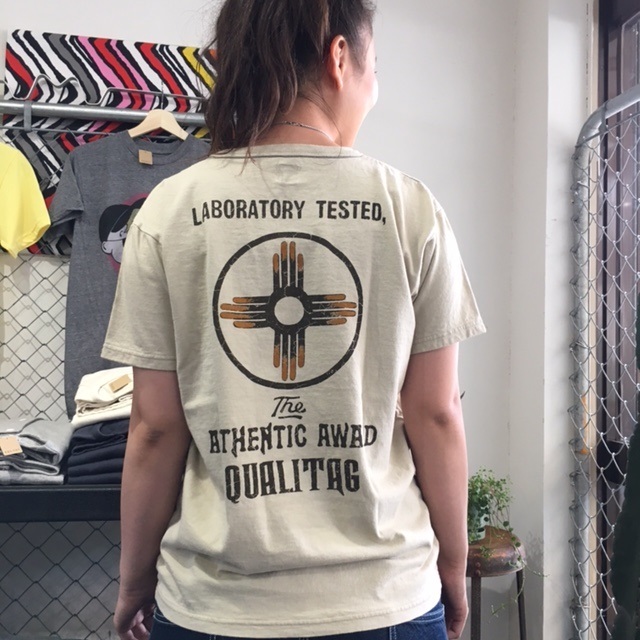 LABORATORY TESTED,
The
ATHENTIC AWAD
QUALITAG